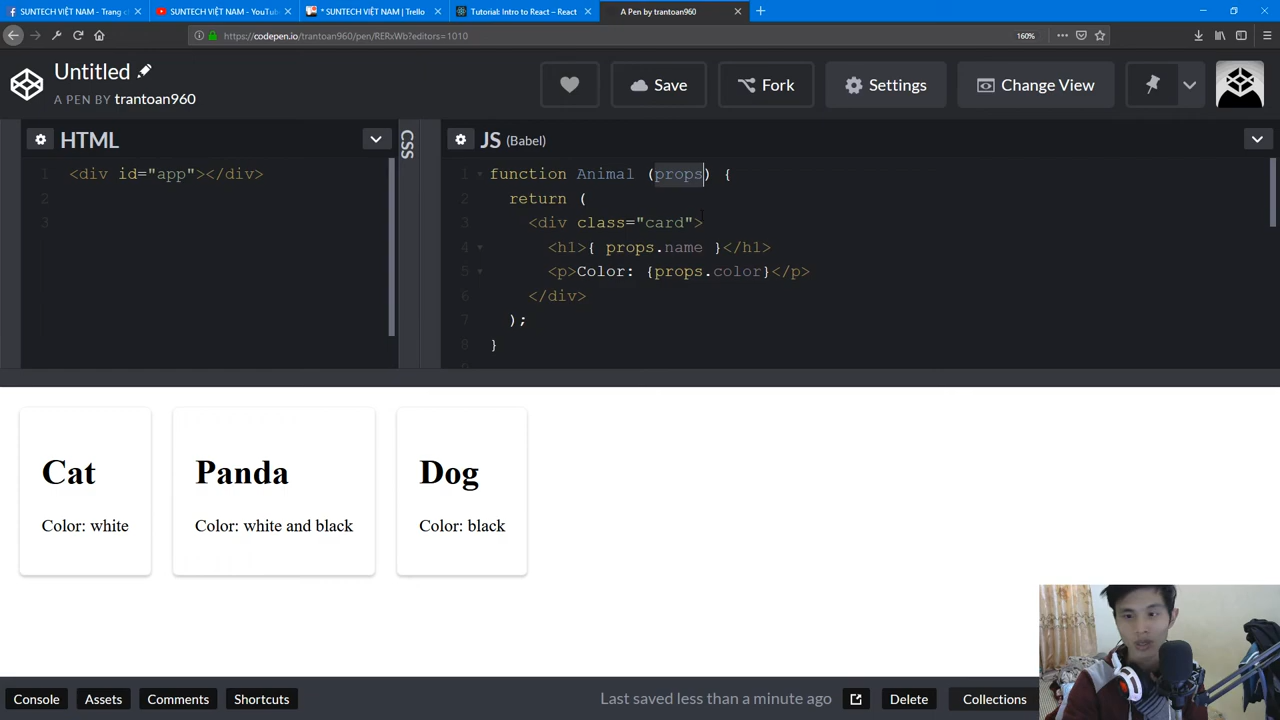 SUNTECH VIỆT NAM - Trang c
SUNTECH VIỆT NAM - YouTu
* SUNTECH VIỆT NAM | Trello
Tutorial: Intro to React – React
A Pen by trantoan960
https://codepen.io/trantoan960/pen/RERxWb?editors=1010
160%
Untitled
A PEN BY trantoan960
Save
Fork
Settings
Change View
HTML
CSS
JS (Babel)
1 <div id="app"></div>
2
3
1 function Animal (props) {
2 return (
3 <div class="card">
4 <h1>{ props.name }</h1>
5 <p>Color: {props.color}</p>
6 </div>
7 );
8 }
Cat
Color: white
Panda
Color: white and black
Dog
Color: black
Console
Assets
Comments
Shortcuts
Last saved less than a minute ago
Delete
Collections